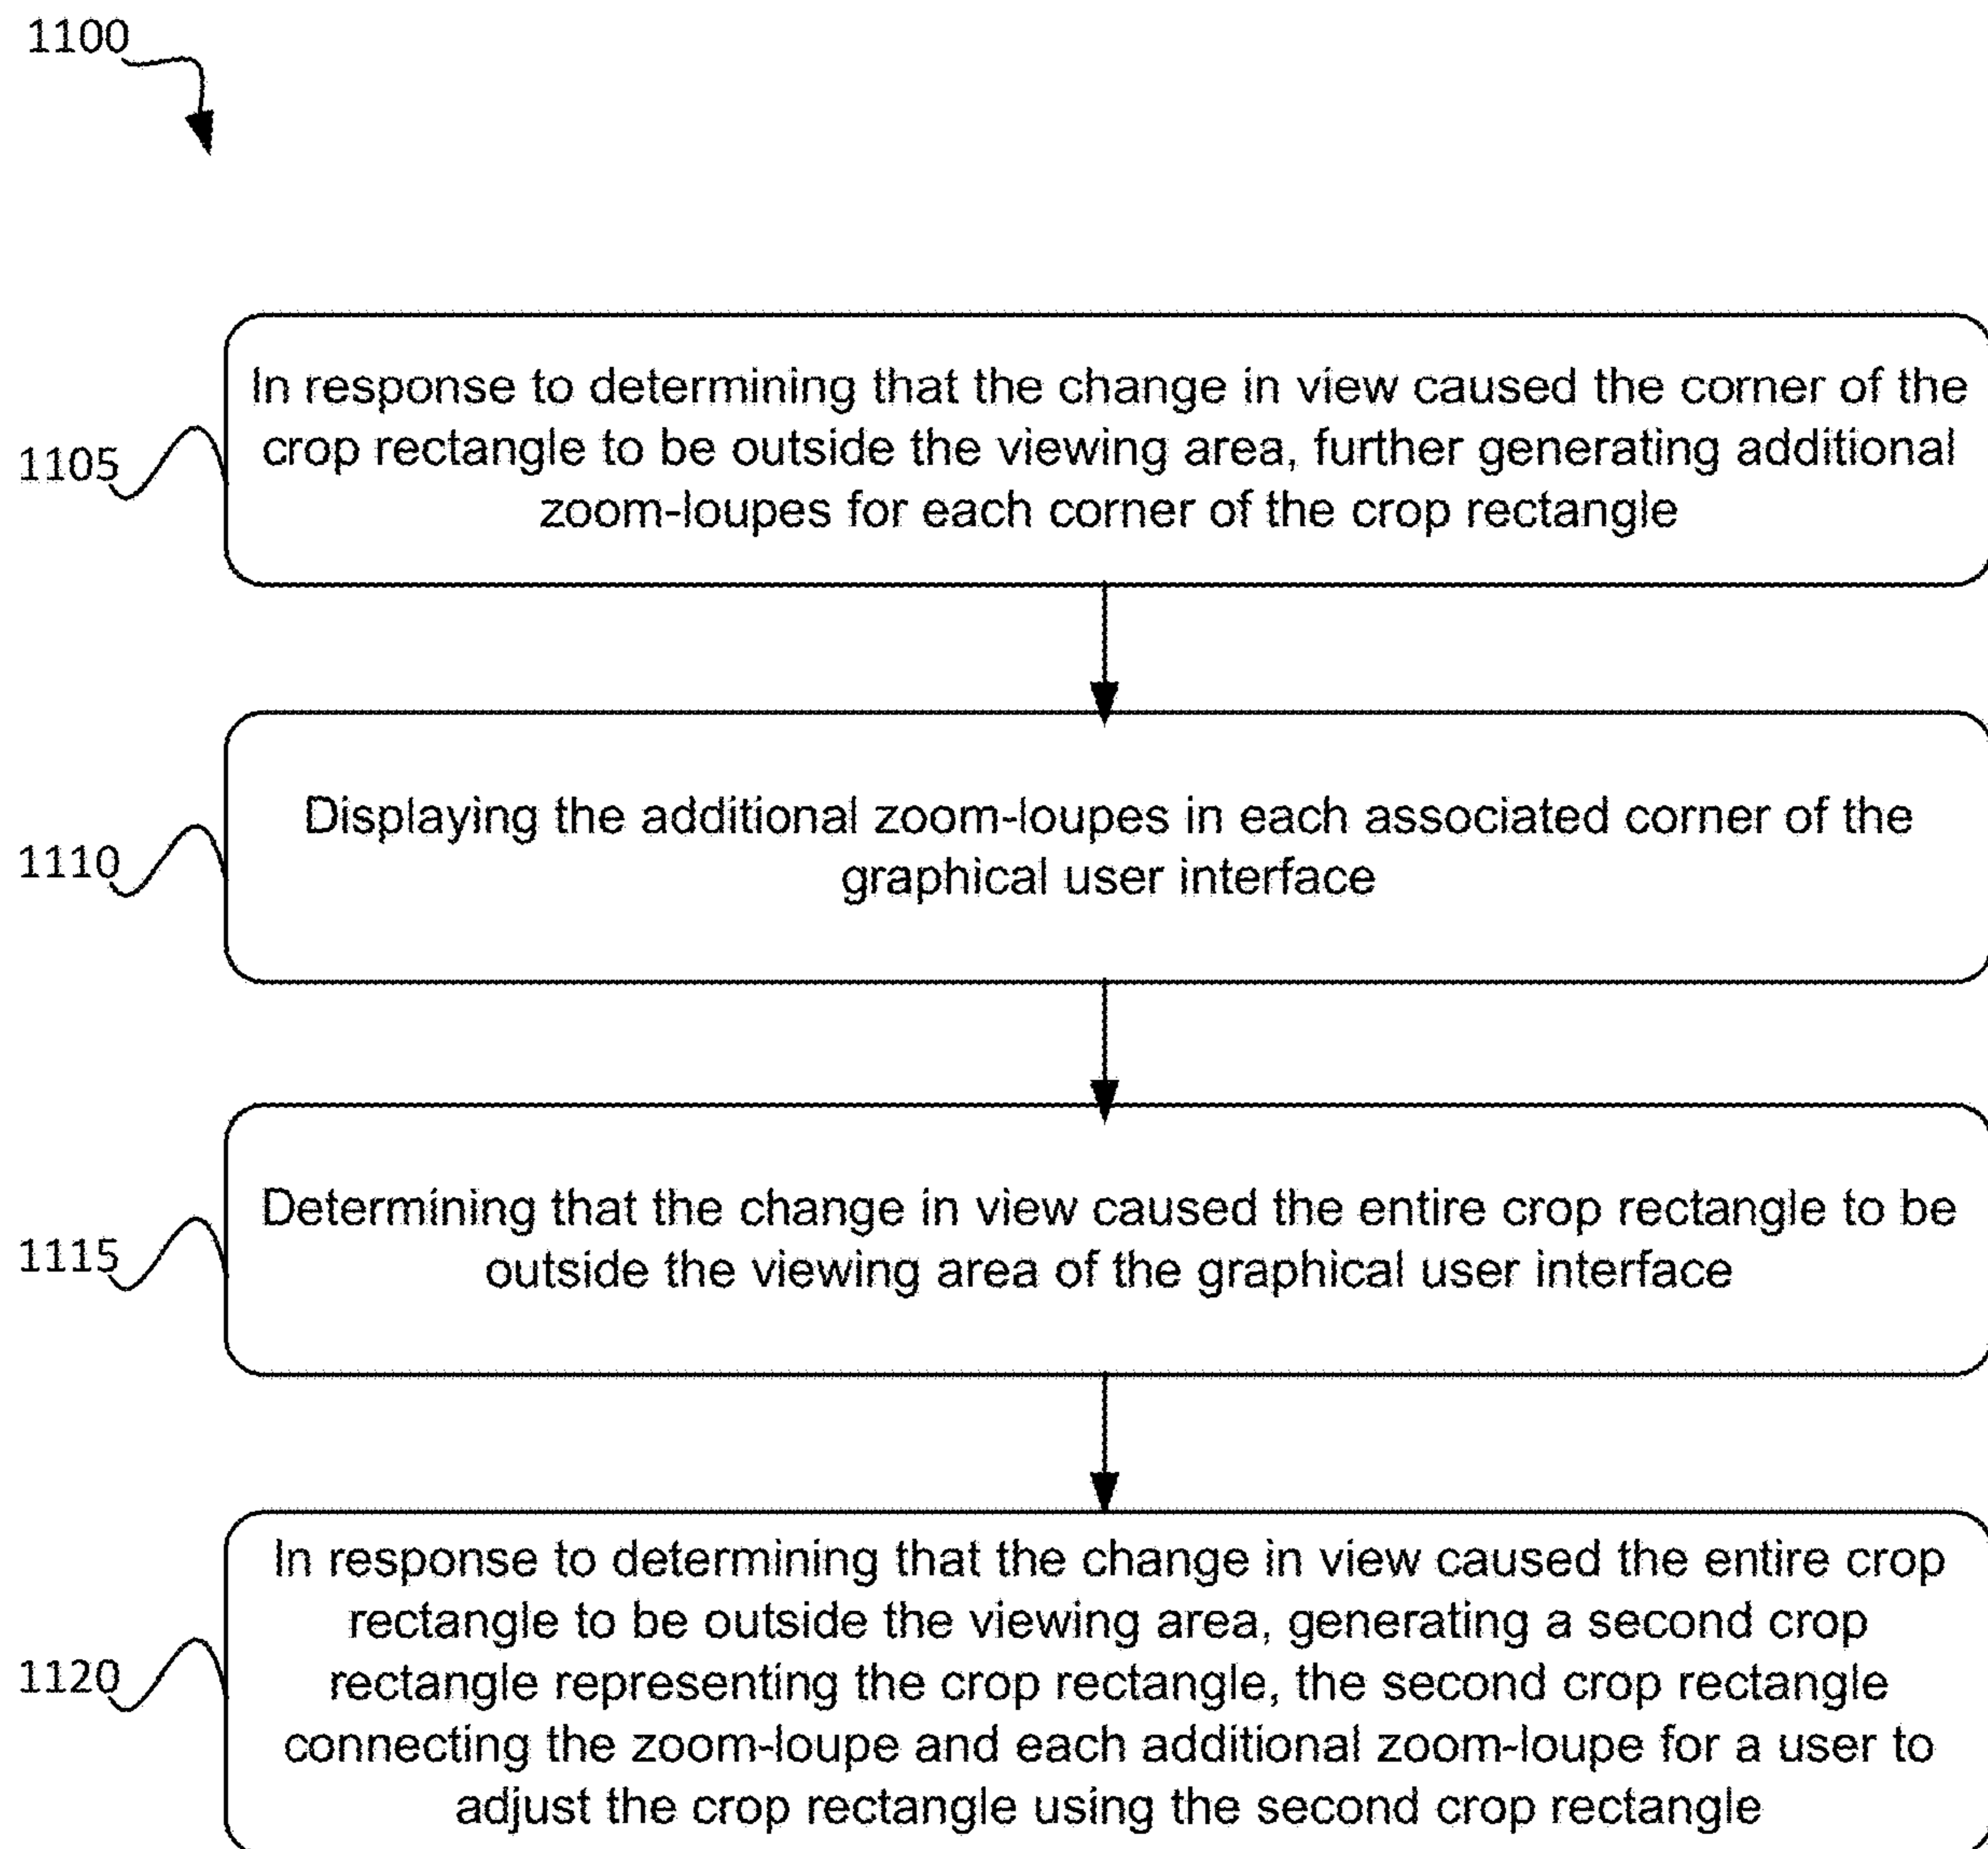 1100
1105
In response to determining that the change in view caused the corner of the
crop rectangle to be outside the viewing area, further generating additional
zoom-loupes for each corner of the crop rectangle
1110
Displaying the additional zoom-loupes in each associated corner of the
graphical user interface
1115
Determining that the change in view caused the entire crop rectangle to be
outside the viewing area of the graphical user interface
1120
In response to determining that the change in view caused the entire crop
rectangle to be outside the viewing area, generating a second crop
rectangle representing the crop rectangle, the second crop rectangle
connecting the zoom-loupe and each additional zoom-loupe for a user to
adjust the crop rectangle using the second crop rectangle